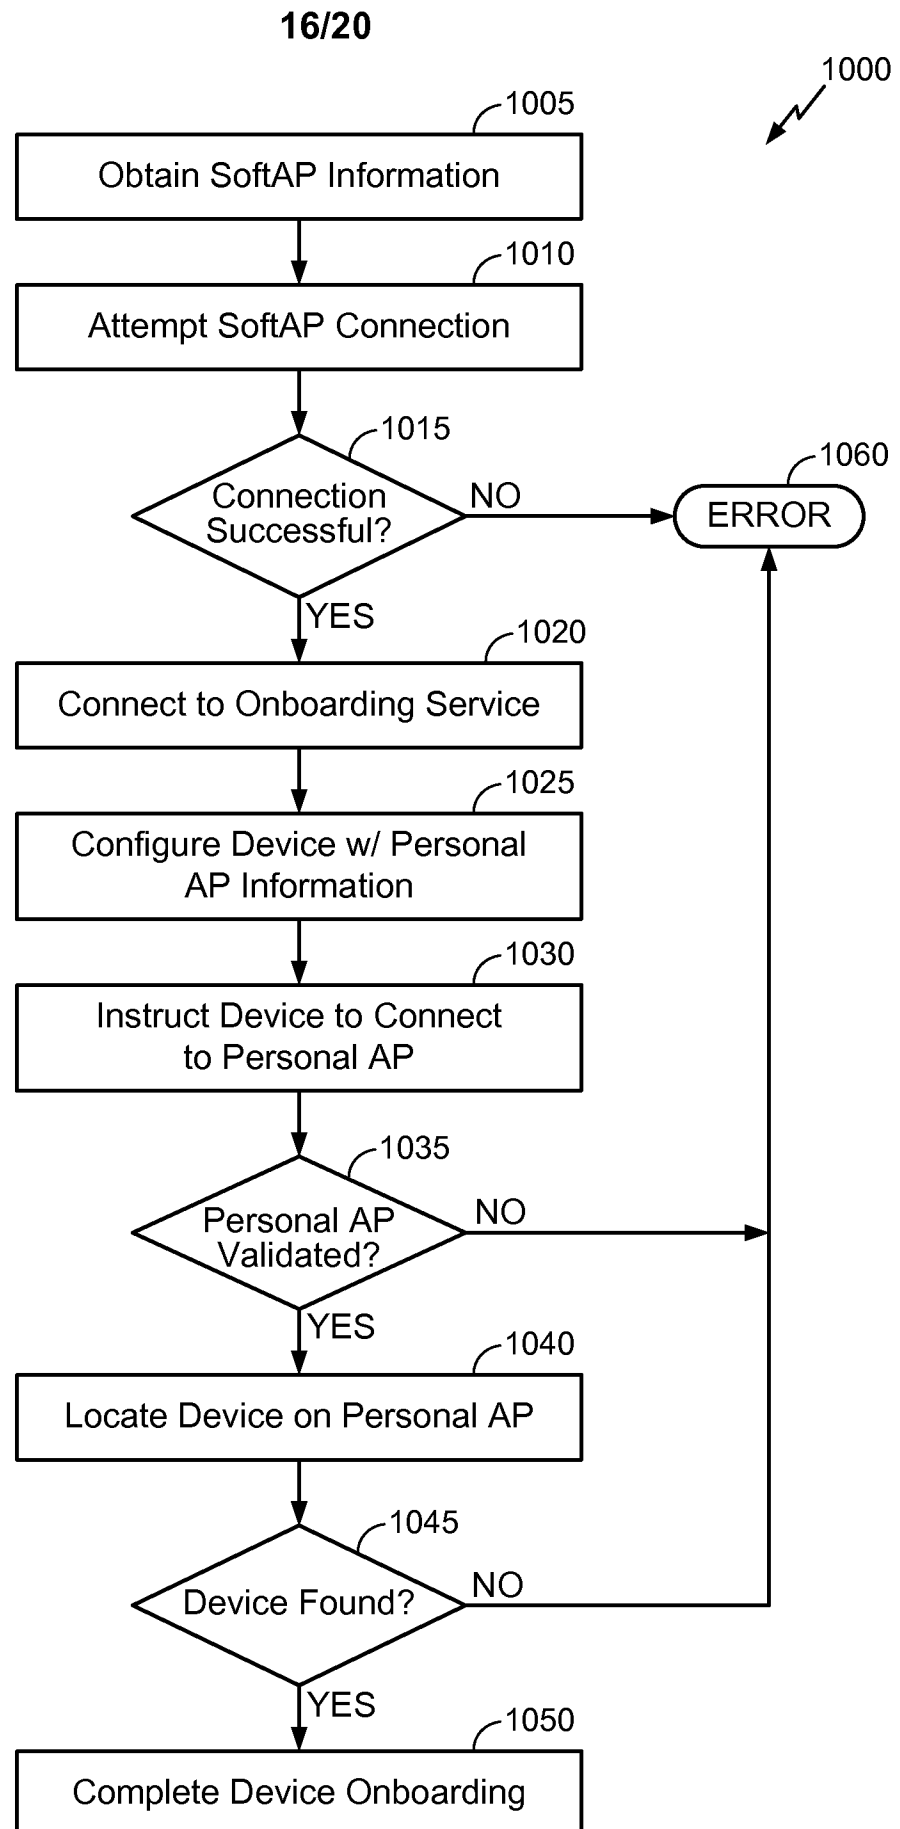 16/20
1000
1005
Obtain SoftAP Information
1010
Attempt SoftAP Connection
1015
Connection
Successful?
NO
1060
ERROR
YES
1020
Connect to Onboarding Service
1025
Configure Device w/ Personal
AP Information
1030
Instruct Device to Connect
to Personal AP
1035
Personal AP
Validated?
NO
YES
1040
Locate Device on Personal AP
1045
Device Found?
NO
YES
1050
Complete Device Onboarding